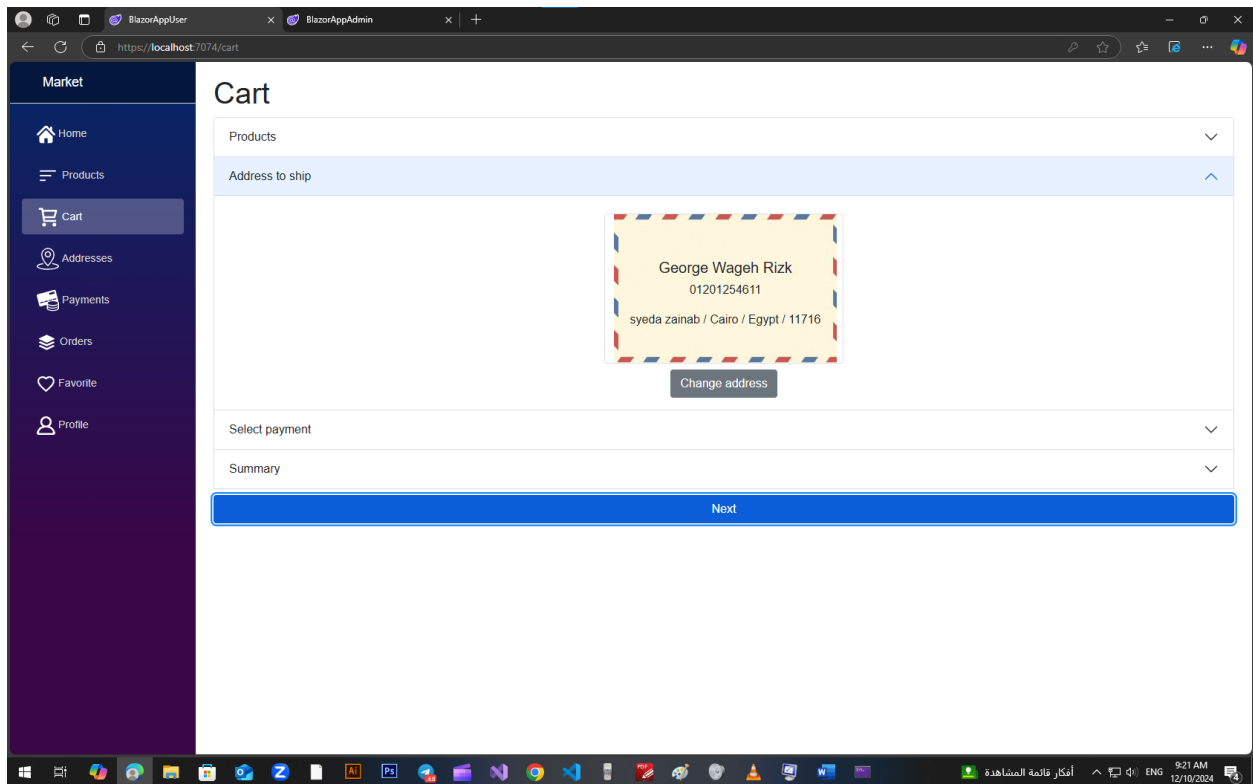 BlazorAppUser
BlazorAppAdmin
https://localhost:7074/cart
Market
Home
Products
Cart
Addresses
Payments
Orders
Favorite
Profile
Cart
Products
Address to ship
George Wageh Rizk
01201254611
syeda zainab / Cairo / Egypt / 11716
Change address
Select payment
Summary
Next
أفكار قائمة المشاهدة
ENG
9:21 AM
12/10/2024